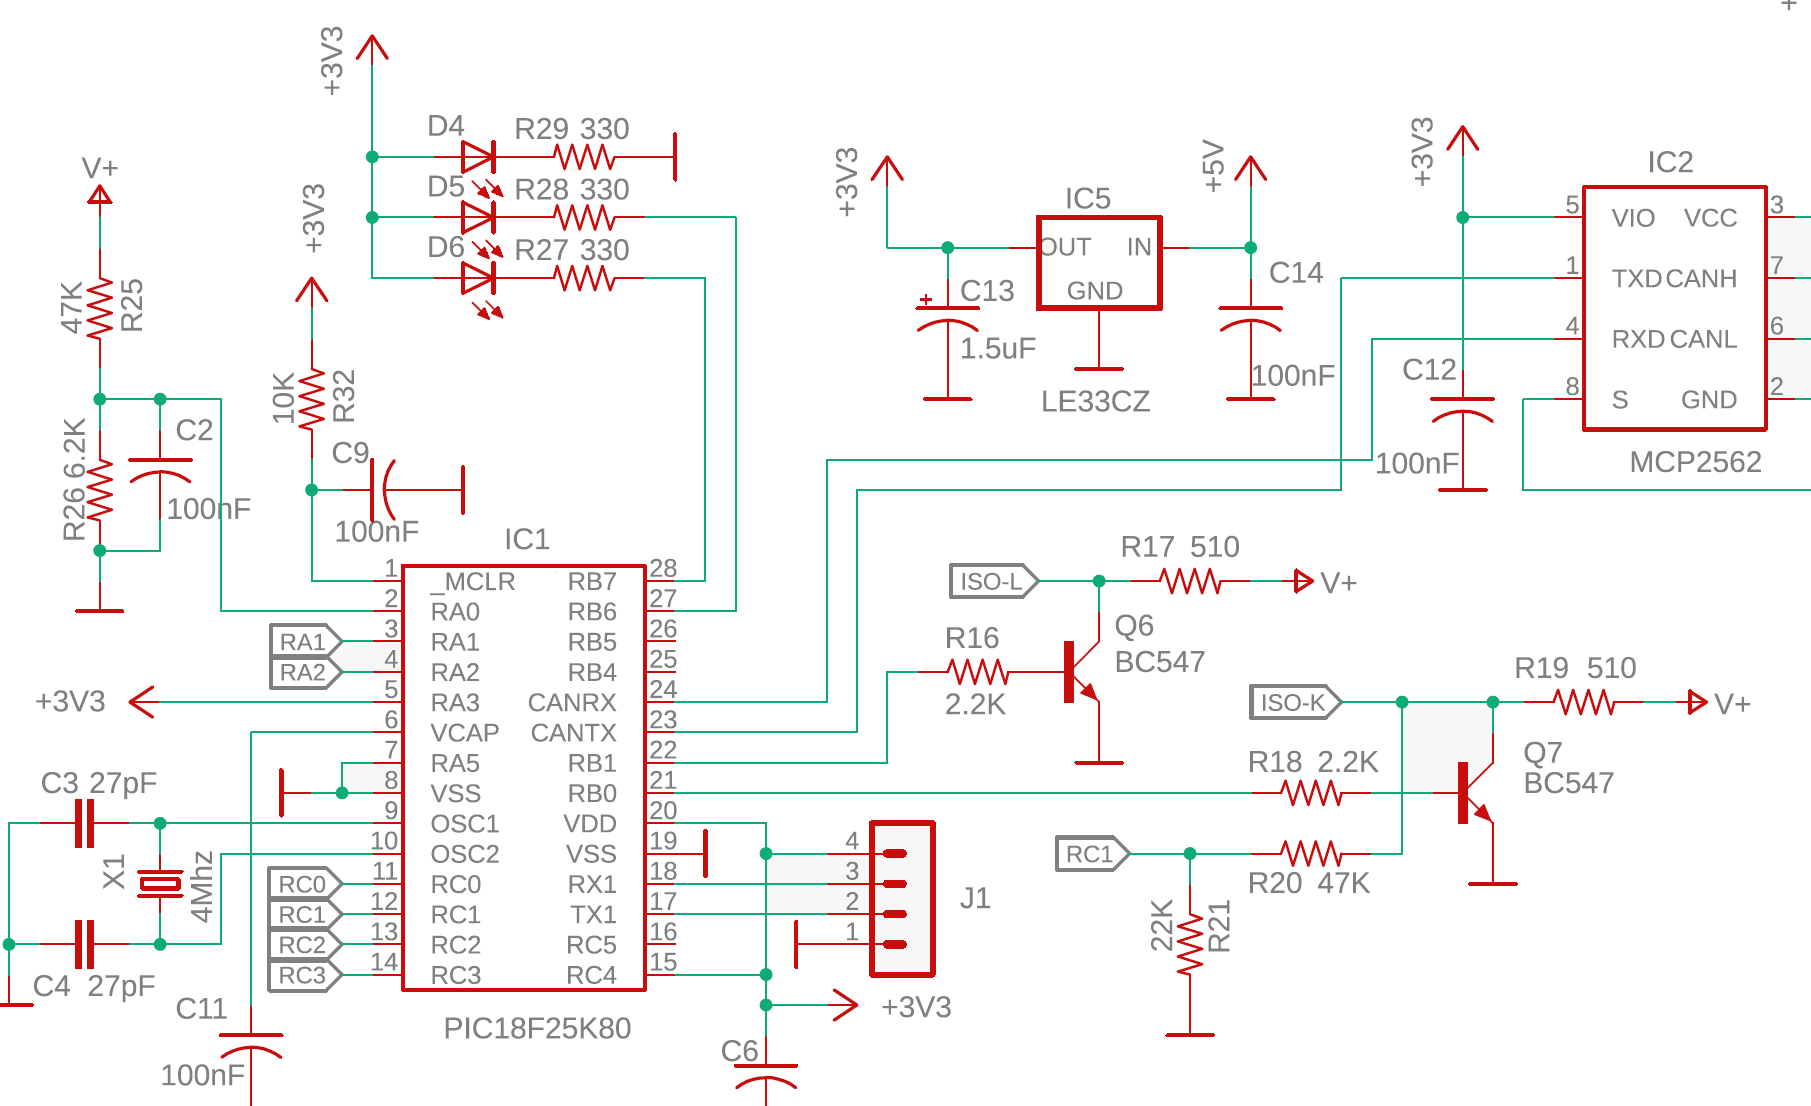 +
+3V3
D4
R29 330
D5
R28 330
D6
R27 330
V+
47K
R25
+3V3
10K
R32
C9
100nF
R26 6.2K
C2
100nF
+3V3
+5V
IC5
OUT
IN
GND
C13
1.5uF
LE33CZ
C14
100nF
+3V3
IC2
5 VIO VCC 3
1 TXD CANH 7
4 RXD CANL 6
8 S GND 2
C12
100nF
MCP2562
IC1
1 _MCLR RB7 28
2 RA0 RB6 27
RA1 3 RA1 RB5 26
RA2 4 RA2 RB4 25
+3V3 5 RA3 CANRX 24
6 VCAP CANTX 23
7 RA5 RB1 22
8 VSS RB0 21
9 OSC1 VDD 20
10 OSC2 VSS 19
RC0 11 RC0 RX1 18
RC1 12 RC1 TX1 17
RC2 13 RC2 RC5 16
RC3 14 RC3 RC4 15
PIC18F25K80
C3 27pF
X1
4Mhz
C4 27pF
C11
100nF
4
3
2
1
J1
+3V3
C6
ISO-L
R17 510
V+
R16
2.2K
Q6
BC547
ISO-K
R19 510
V+
R18 2.2K
Q7
BC547
RC1
R20 47K
22K
R21